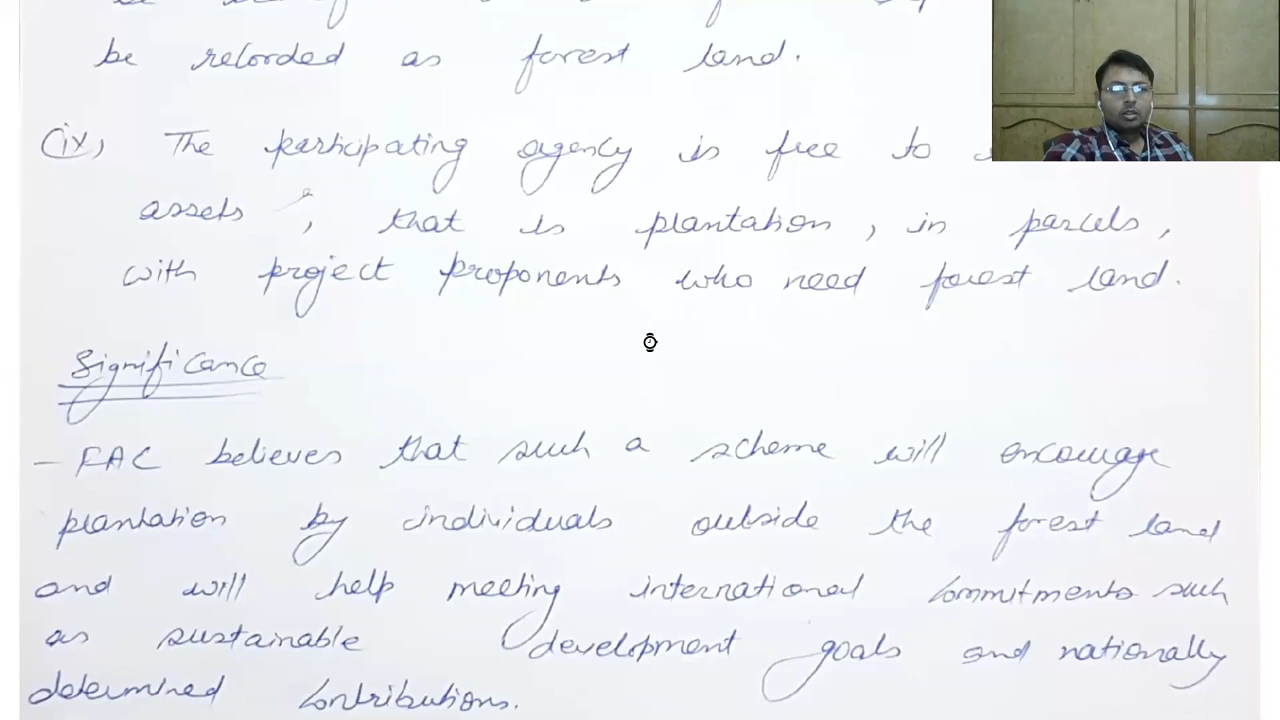 be recorded as forest land.
(ix) The participating agency is free to
assets, that is plantation, in parcels,
with project proponents who need forest land.
Significance
- FAC believes that such a scheme will encourage
plantation by individuals outside the forest land
and will help meeting international commitments such
as sustainable development goals and nationally
determined contributions.